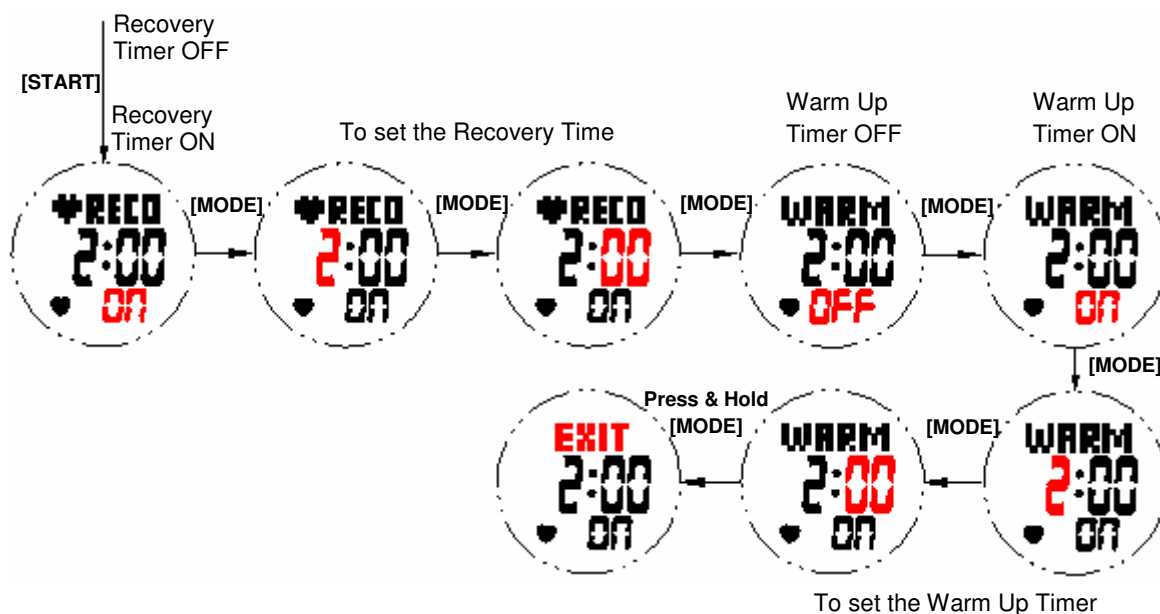 Recovery
Timer OFF
[START]
Recovery
Timer ON
To set the Recovery Time
Warm Up
Timer OFF
Warm Up
Timer ON
RECO
2:00
ON
[MODE]
RECO
2:00
ON
[MODE]
RECO
2:00
ON
[MODE]
WARM
2:00
OFF
[MODE]
WARM
2:00
ON
[MODE]
WARM
2:00
ON
[MODE]
WARM
2:00
ON
Press & Hold
[MODE]
EXIT
2:00
ON
To set the Warm Up Timer